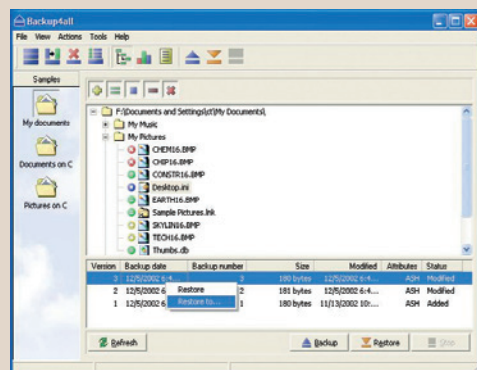 Backup4all
File View Actions Tools Help
Samples
My documents
Documents on C
Pictures on C
F:\Documents and Settings\ct\My Documents\
My Music
My Pictures
CHEM16.BMP
CHIP16.BMP
CONSTR16.BMP
Desktop.ini
EARTH16.BMP
Sample Pictures.lnk
SKYLIN16.BMP
TECH16.BMP
Thumbs.db
Version Backup date Backup number Size Modified Attributes Status
3 12/5/2002 6:4... 3 180 bytes 12/5/2002 6:4... ASH Modified
2 12/5/2002 6 2 181 bytes 12/5/2002 6:4... ASH Modified
1 12/5/2002 6 1 180 bytes 11/13/2002 10:... ASH Added
Restore
Restore to...
Refresh Backup Restore Stop